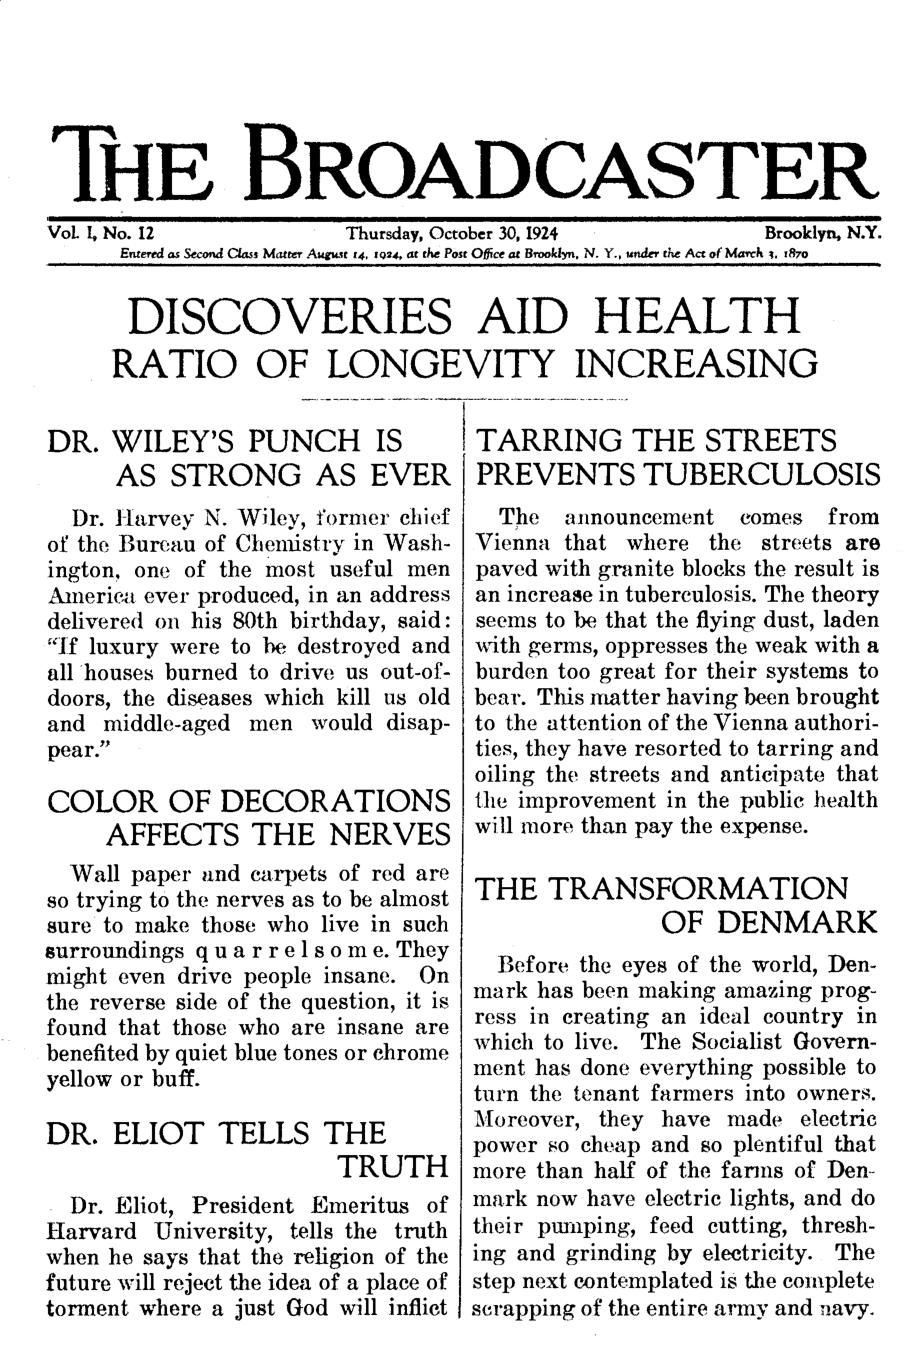 THE BROADCASTER
Vol. I, No. 12 Thursday, October 30, 1924 Brooklyn, N.Y.
Entered as Second Class Matter August 14, 1924, at the Post Office at Brooklyn, N. Y., under the Act of March 3, 1870
DISCOVERIES AID HEALTH
RATIO OF LONGEVITY INCREASING
DR. WILEY'S PUNCH IS
AS STRONG AS EVER
Dr. Harvey N. Wiley, former chief
of the Bureau of Chemistry in Wash-
ington, one of the most useful men
America ever produced, in an address
delivered on his 80th birthday, said:
“If luxury were to be destroyed and
all houses burned to drive us out-of-
doors, the diseases which kill us old
and middle-aged men would disap-
pear.”
COLOR OF DECORATIONS
AFFECTS THE NERVES
Wall paper and carpets of red are
so trying to the nerves as to be almost
sure to make those who live in such
surroundings quarrelsome. They
might even drive people insane. On
the reverse side of the question, it is
found that those who are insane are
benefited by quiet blue tones or chrome
yellow or buff.
DR. ELIOT TELLS THE
TRUTH
Dr. Eliot, President Emeritus of
Harvard University, tells the truth
when he says that the religion of the
future will reject the idea of a place of
torment where a just God will inflict
TARRING THE STREETS
PREVENTS TUBERCULOSIS
The announcement comes from
Vienna that where the streets are
paved with granite blocks the result is
an increase in tuberculosis. The theory
seems to be that the flying dust, laden
with germs, oppresses the weak with a
burden too great for their systems to
bear. This matter having been brought
to the attention of the Vienna authori-
ties, they have resorted to tarring and
oiling the streets and anticipate that
the improvement in the public health
will more than pay the expense.
THE TRANSFORMATION
OF DENMARK
Before the eyes of the world, Den-
mark has been making amazing prog-
ress in creating an ideal country in
which to live. The Socialist Govern-
ment has done everything possible to
turn the tenant farmers into owners.
Moreover, they have made electric
power so cheap and so plentiful that
more than half of the farms of Den-
mark now have electric lights, and do
their pumping, feed cutting, thresh-
ing and grinding by electricity. The
step next contemplated is the complete
scrapping of the entire army and navy.